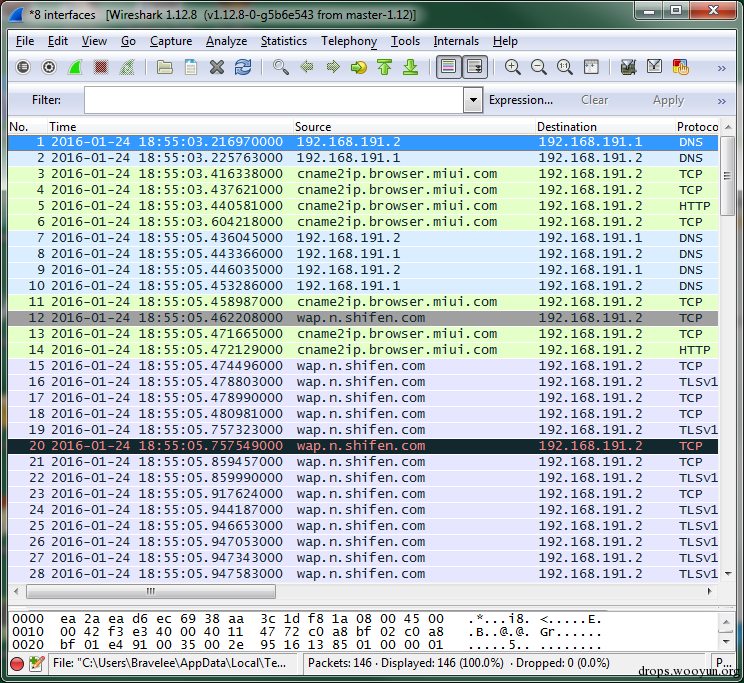 *8 interfaces [Wireshark 1.12.8 (v1.12.8-0-g5b6e543 from master-1.12)]
File Edit View Go Capture Analyze Statistics Telephony Tools Internals Help
Filter: Expression... Clear Apply »
No. Time Source Destination Protoco
1 2016-01-24 18:55:03.216970000 192.168.191.2 192.168.191.1 DNS
2 2016-01-24 18:55:03.225763000 192.168.191.1 192.168.191.2 DNS
3 2016-01-24 18:55:03.416338000 cname2ip.browser.miui.com 192.168.191.2 TCP
4 2016-01-24 18:55:03.437621000 cname2ip.browser.miui.com 192.168.191.2 TCP
5 2016-01-24 18:55:03.440581000 cname2ip.browser.miui.com 192.168.191.2 HTTP
6 2016-01-24 18:55:03.604218000 cname2ip.browser.miui.com 192.168.191.2 TCP
7 2016-01-24 18:55:05.436045000 192.168.191.2 192.168.191.1 DNS
8 2016-01-24 18:55:05.443366000 192.168.191.1 192.168.191.2 DNS
9 2016-01-24 18:55:05.446035000 192.168.191.2 192.168.191.1 DNS
10 2016-01-24 18:55:05.453286000 192.168.191.1 192.168.191.2 DNS
11 2016-01-24 18:55:05.458987000 cname2ip.browser.miui.com 192.168.191.2 TCP
12 2016-01-24 18:55:05.462208000 wap.n.shifen.com 192.168.191.2 TCP
13 2016-01-24 18:55:05.471665000 cname2ip.browser.miui.com 192.168.191.2 TCP
14 2016-01-24 18:55:05.472129000 cname2ip.browser.miui.com 192.168.191.2 HTTP
15 2016-01-24 18:55:05.474496000 wap.n.shifen.com 192.168.191.2 TCP
16 2016-01-24 18:55:05.478803000 wap.n.shifen.com 192.168.191.2 TLSv1
17 2016-01-24 18:55:05.478990000 wap.n.shifen.com 192.168.191.2 TCP
18 2016-01-24 18:55:05.480981000 wap.n.shifen.com 192.168.191.2 TCP
19 2016-01-24 18:55:05.757323000 wap.n.shifen.com 192.168.191.2 TLSv1
20 2016-01-24 18:55:05.757549000 wap.n.shifen.com 192.168.191.2 TCP
21 2016-01-24 18:55:05.859457000 wap.n.shifen.com 192.168.191.2 TCP
22 2016-01-24 18:55:05.859990000 wap.n.shifen.com 192.168.191.2 TLSv1
23 2016-01-24 18:55:05.917624000 wap.n.shifen.com 192.168.191.2 TCP
24 2016-01-24 18:55:05.944187000 wap.n.shifen.com 192.168.191.2 TLSv1
25 2016-01-24 18:55:05.946653000 wap.n.shifen.com 192.168.191.2 TLSv1
26 2016-01-24 18:55:05.947053000 wap.n.shifen.com 192.168.191.2 TLSv1
27 2016-01-24 18:55:05.947343000 wap.n.shifen.com 192.168.191.2 TLSv1
28 2016-01-24 18:55:05.947583000 wap.n.shifen.com 192.168.191.2 TLSv1
0000 ea 2a ea d6 ec 69 38 aa 3c 1d f8 1a 08 00 45 00 .*...i8. <.....E.
0010 00 42 f3 e3 40 00 40 11 47 72 c0 a8 bf 02 c0 a8 .B..@.@. Gr......
0020 bf 01 e4 91 00 35 00 2e 95 16 13 85 01 00 00 01 .....5.. ........
File: "C:\Users\Bravelee\AppData\Local\Te... Packets: 146 · Displayed: 146 (100.0%) · Dropped: 0 (0.0%) P...
drops.wooyun.org